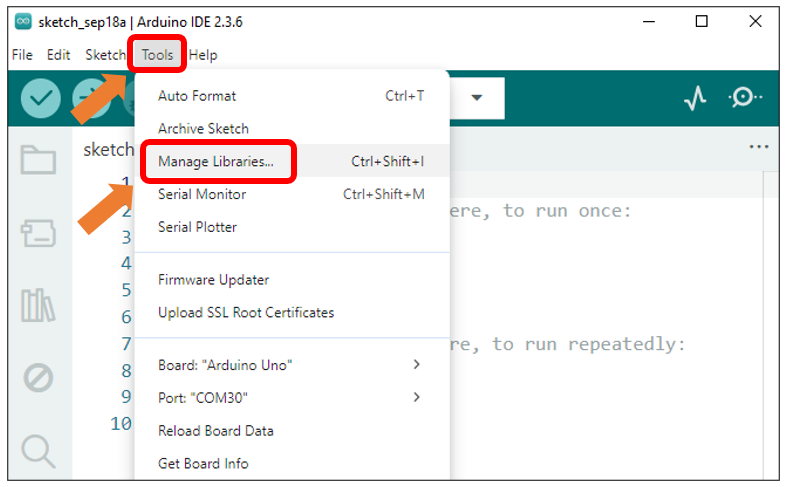 sketch_sep18a | Arduino IDE 2.3.6
File Edit Sketch Tools Help
Auto Format Ctrl+T
Archive Sketch
sketch
Manage Libraries... Ctrl+Shift+I
1
Serial Monitor Ctrl+Shift+M
2 ere, to run once:
Serial Plotter
3
4
Firmware Updater
5
Upload SSL Root Certificates
6
7 re, to run repeatedly:
Board: "Arduino Uno"
8
Port: "COM30"
9
10
Reload Board Data
Get Board Info